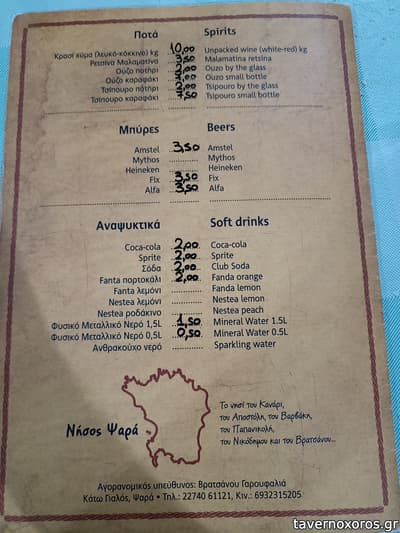 Ποτά Spirits
Κρασί χύμα (λευκό-κόκκινο) kg 10,00 Unpacked wine (white-red) kg
Ρετσίνα Μαλαματίνα 3,50 Malamatina retsina
Ούζο ποτήρι Ouzo by the glass
Ούζο καραφάκι Ouzo small bottle
Τσίπουρο ποτήρι 2,00 Tsipouro by the glass
Τσίπουρο καραφάκι 7,50 Tsipouro small bottle
Μπύρες Beers
Amstel 3,50 Amstel
Mythos Mythos
Heineken Heineken
Fix 3,50 Fix
Alfa 3,50 Alfa
Αναψυκτικά Soft drinks
Coca-cola 2,00 Coca-cola
Sprite 2,00 Sprite
Σόδα 2,00 Club Soda
Fanta πορτοκάλι 2,00 Fanda orange
Fanta λεμόνι Fanda lemon
Nestea λεμόνι Nestea lemon
Nestea ροδάκινο Nestea peach
Φυσικό Μεταλλικό Νερό 1,5L 1,50 Mineral Water 1.5L
Φυσικό Μεταλλικό Νερό 0,5L 0,50 Mineral Water 0.5L
Ανθρακούχο νερό Sparkling water
Το νησί του Κανάρη,
του Αποστόλη, του Βαρβάκη,
του Παπανικολή,
του Νικόδημου και του Βρατσάνου...
Νήσος Ψαρά
Αγορανομικός υπεύθυνος: Βρατσάνου Γαρουφαλιά
Κάτω Γιαλός, Ψαρά • Τηλ.: 22740 61121, Κιν.: 6932315205
tavernoxoros.gr